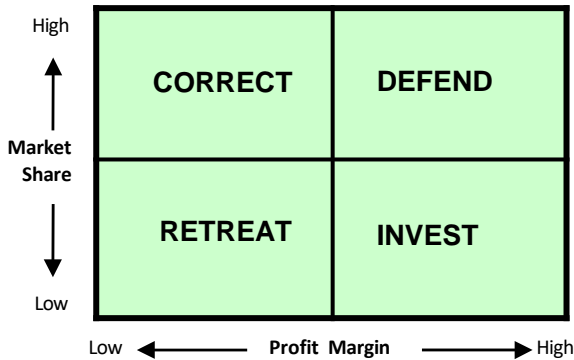 High
CORRECT DEFEND
Market
Share
RETREAT INVEST
Low
Low Profit Margin High